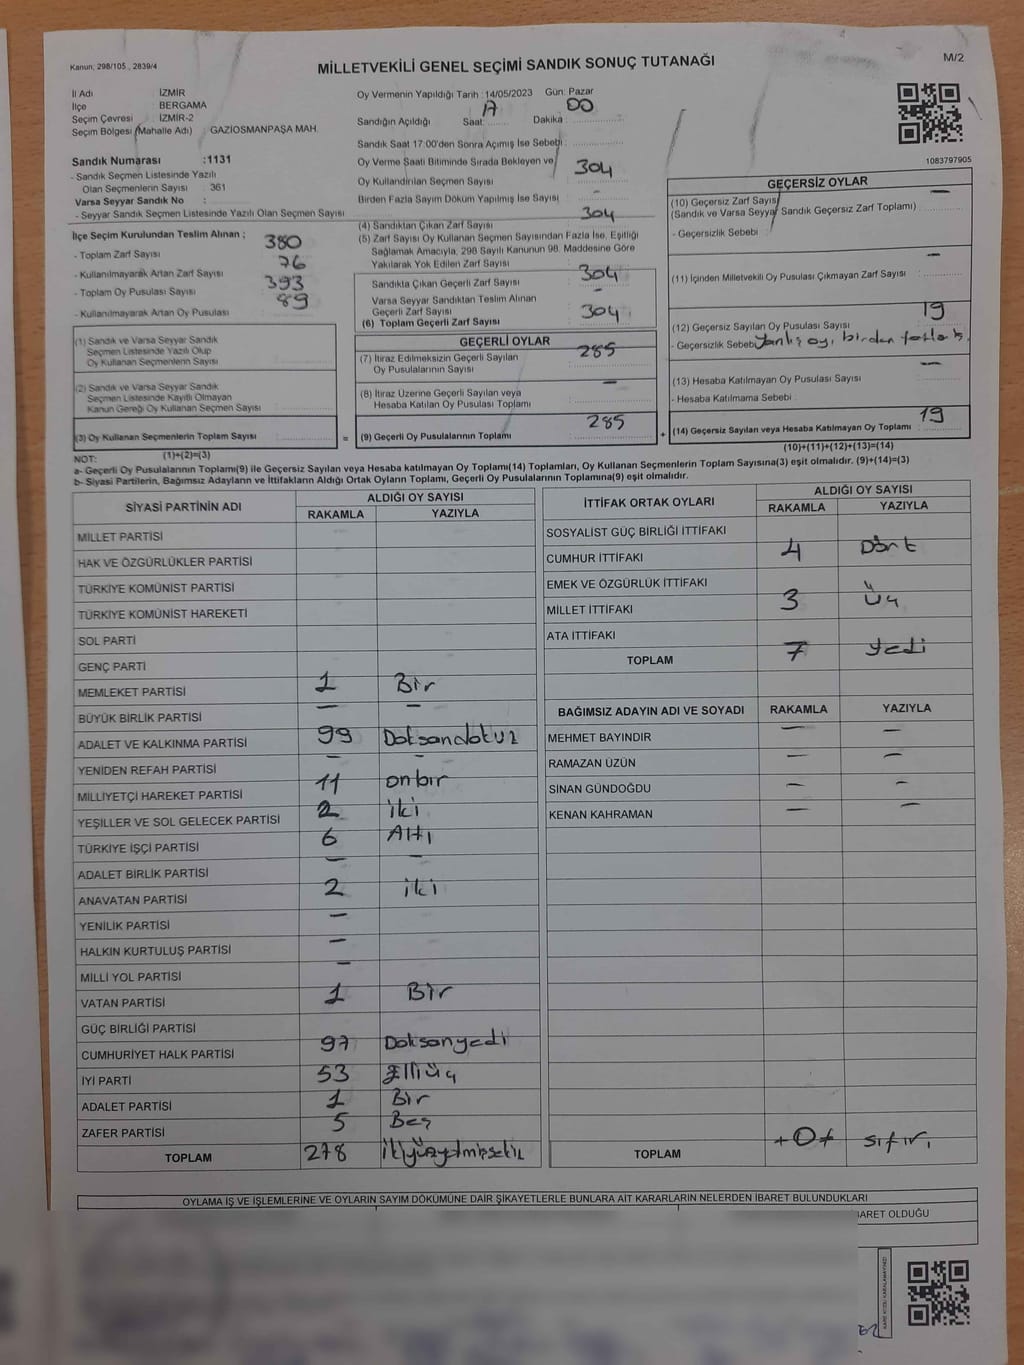 Kanun; 298/105., 2839/4
MİLLETVEKİLİ GENEL SEÇİMİ SANDIK SONUÇ TUTANAĞI
M/2
İl Adı İZMİR
İlçe BERGAMA
Seçim Çevresi İZMİR-2
Seçim Bölgesi (Mahalle Adı) : GAZİOSMANPAŞA MAH.
Sandık Numarası :1131
- Sandık Seçmen Listesinde Yazılı
Olan Seçmenlerin Sayısı : 361
Varsa Seyyar Sandık No :
- Seyyar Sandık Seçmen Listesinde Yazılı Olan Seçmen Sayısı
İlçe Seçim Kurulundan Teslim Alınan ;
- Toplam Zarf Sayısı 380
- Kullanılmayarak Artan Zarf Sayısı 76
- Toplam Oy Pusulası Sayısı 393
- Kullanılmayarak Artan Oy Pusulası 89
Oy Vermenin Yapıldığı Tarih : 14/05/2023 Gün: Pazar
Sandığın Açıldığı Saat: 17 Dakika : 00
Sandık Saat 17:00'den Sonra Açımış İse Sebebi :
Oy Verme Saati Bitiminde Sırada Bekleyen ve
Oy Kullandırılan Seçmen Sayısı 304
Birden Fazla Sayım Döküm Yapılmış İse Sayısı –
(4) Sandıktan Çıkan Zarf Sayısı 304
(5) Zarf Sayısı Oy Kullanan Seçmen Sayısından Fazla İse, Eşitliği
Sağlamak Amacıyla, 298 Sayılı Kanunun 98. Maddesine Göre
Yakılarak Yok Edilen Zarf Sayısı
Sandıkta Çıkan Geçerli Zarf Sayısı 304
Varsa Seyyar Sandıktan Teslim Alınan
Geçerli Zarf Sayısı –
(6) Toplam Geçerli Zarf Sayısı 304
1083797905
GEÇERSİZ OYLAR
(10) Geçersiz Zarf Sayısı –
(Sandık ve Varsa Seyyar Sandık Geçersiz Zarf Toplamı)
- Geçersizlik Sebebi
(11) İçinden Milletvekili Oy Pusulası Çıkmayan Zarf Sayısı –
(12) Geçersiz Sayılan Oy Pusulası Sayısı 19
- Geçersizlik Sebebi Yanlış oy, birden fazla
(13) Hesaba Katılmayan Oy Pusulası Sayısı –
- Hesaba Katılmama Sebebi
(14) Geçersiz Sayılan veya Hesaba Katılmayan Oy Toplamı 19
(10)+(11)+(12)+(13)=(14)
(1) Sandık ve Varsa Seyyar Sandık
Seçmen Listesinde Yazılı Olup
Oy Kullanan Seçmenlerin Sayısı
(2) Sandık ve Varsa Seyyar Sandık
Seçmen Listesinde Kayıtlı Olmayan
Kanun Gereği Oy Kullanan Seçmen Sayısı
(3) Oy Kullanan Seçmenlerin Toplam Sayısı =
(1)+(2)=(3)
GEÇERLİ OYLAR
(7) İtiraz Edilmeksizin Geçerli Sayılan
Oy Pusulalarının Sayısı 285
(8) İtiraz Üzerine Geçerli Sayılan veya
Hesaba Katılan Oy Pusulası Toplamı –
(9) Geçerli Oy Pusulalarının Toplamı 285 +
NOT:
a- Geçerli Oy Pusulalarının Toplamı(9) ile Geçersiz Sayılan veya Hesaba katılmayan Oy Toplamı(14) Toplamları, Oy Kullanan Seçmenlerin Toplam Sayısına(3) eşit olmalıdır. (9)+(14)=(3)
b- Siyasi Partilerin, Bağımsız Adayların ve İttifakların Aldığı Ortak Oyların Toplamı, Geçerli Oy Pusulalarının Toplamına(9) eşit olmalıdır.
SİYASİ PARTİNİN ADI ALDIĞI OY SAYISI
RAKAMLA YAZIYLA
MİLLET PARTİSİ
HAK VE ÖZGÜRLÜKLER PARTİSİ
TÜRKİYE KOMÜNİST PARTİSİ
TÜRKİYE KOMÜNİST HAREKETİ
SOL PARTİ
GENÇ PARTİ
MEMLEKET PARTİSİ 1 Bir
BÜYÜK BİRLİK PARTİSİ – –
ADALET VE KALKINMA PARTİSİ 99 Doksandokuz
YENİDEN REFAH PARTİSİ – –
MİLLİYETÇİ HAREKET PARTİSİ 11 onbir
YEŞİLLER VE SOL GELECEK PARTİSİ 2 iki
TÜRKİYE İŞÇİ PARTİSİ 6 Altı
ADALET BİRLİK PARTİSİ – –
ANAVATAN PARTİSİ 2 iki
YENİLİK PARTİSİ –
HALKIN KURTULUŞ PARTİSİ –
MİLLİ YOL PARTİSİ –
VATAN PARTİSİ 1 Bir
GÜÇ BİRLİĞİ PARTİSİ
CUMHURİYET HALK PARTİSİ 97 Doksanyedi
İYİ PARTİ 53 Elliüç
ADALET PARTİSİ 1 Bir
ZAFER PARTİSİ 5 Beş
TOPLAM 278
İTTİFAK ORTAK OYLARI ALDIĞI OY SAYISI
RAKAMLA YAZIYLA
SOSYALİST GÜÇ BİRLİĞİ İTTİFAKI
CUMHUR İTTİFAKI 4 Dört
EMEK VE ÖZGÜRLÜK İTTİFAKI
MİLLET İTTİFAKI 3 Üç
ATA İTTİFAKI
TOPLAM 7 Yedi
BAĞIMSIZ ADAYIN ADI VE SOYADI RAKAMLA YAZIYLA
MEHMET BAYINDIR – –
RAMAZAN ÜZÜN – –
SİNAN GÜNDOĞDU – –
KENAN KAHRAMAN – –
TOPLAM +0+ sıfır
OYLAMA İŞ VE İŞLEMLERİNE VE OYLARIN SAYIM DÖKÜMÜNE DAİR ŞİKAYETLERLE BUNLARA AİT KARARLARIN NELERDEN İBARET BULUNDUKLARI
BARET OLDUĞU